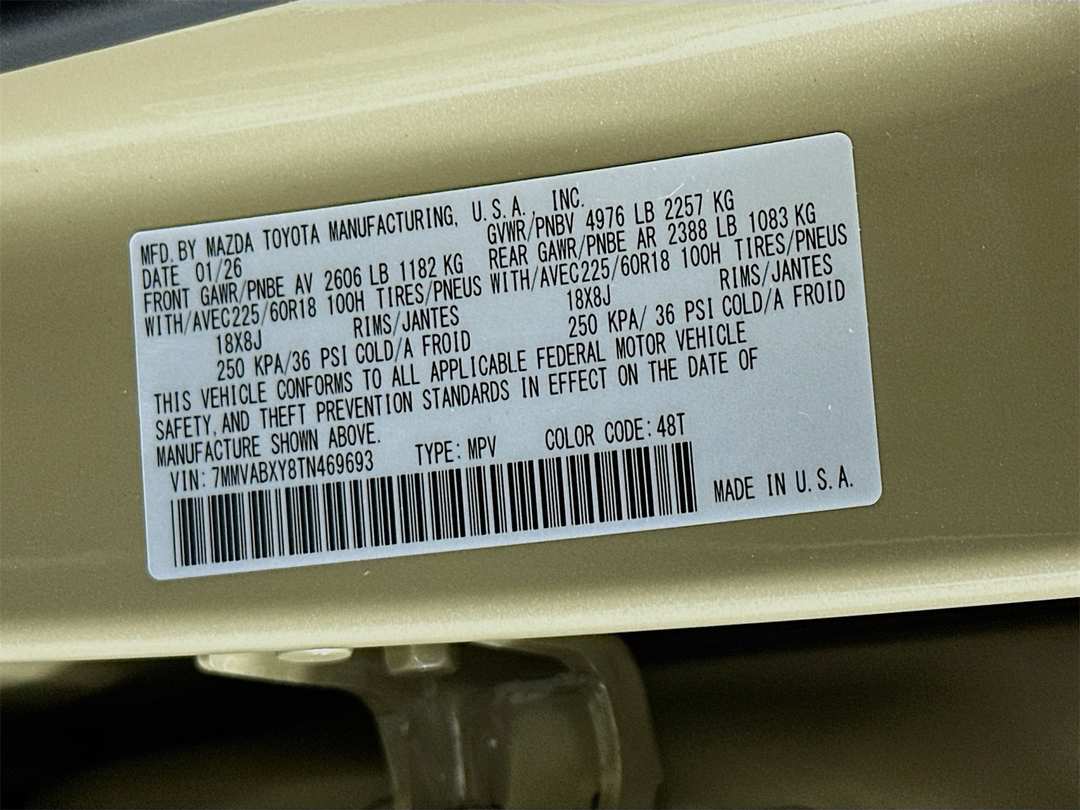 MFD. BY MAZDA TOYOTA MANUFACTURING, U.S.A. INC.
DATE 01/26 GVWR/PNBV 4976 LB 2257 KG
FRONT GAWR/PNBE AV 2606 LB 1182 KG REAR GAWR/PNBE AR 2388 LB 1083 KG
WITH/AVEC225/60R18 100H TIRES/PNEUS WITH/AVEC225/60R18 100H TIRES/PNEUS
18X8J RIMS/JANTES 18X8J RIMS/JANTES
250 KPA/36 PSI COLD/A FROID 250 KPA/ 36 PSI COLD/A FROID
THIS VEHICLE CONFORMS TO ALL APPLICABLE FEDERAL MOTOR VEHICLE
SAFETY, AND THEFT PREVENTION STANDARDS IN EFFECT ON THE DATE OF
MANUFACTURE SHOWN ABOVE.
VIN: 7MMVABXY8TN469693 TYPE: MPV COLOR CODE: 48T
MADE IN U.S.A.